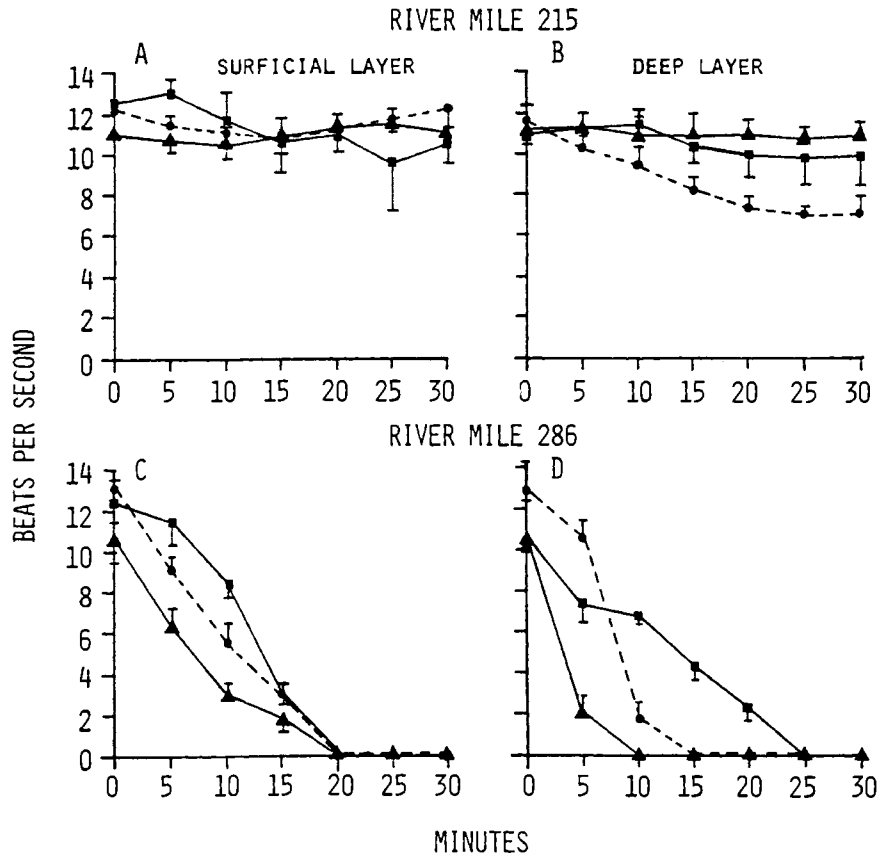 RIVER MILE 215
A
SURFICIAL LAYER
B
DEEP LAYER
14
12
10
8
6
4
2
0
0 5 10 15 20 25 30
0 5 10 15 20 25 30
BEATS PER SECOND
RIVER MILE 286
C
D
14
12
10
8
6
4
2
0
0 5 10 15 20 25 30
0 5 10 15 20 25 30
MINUTES